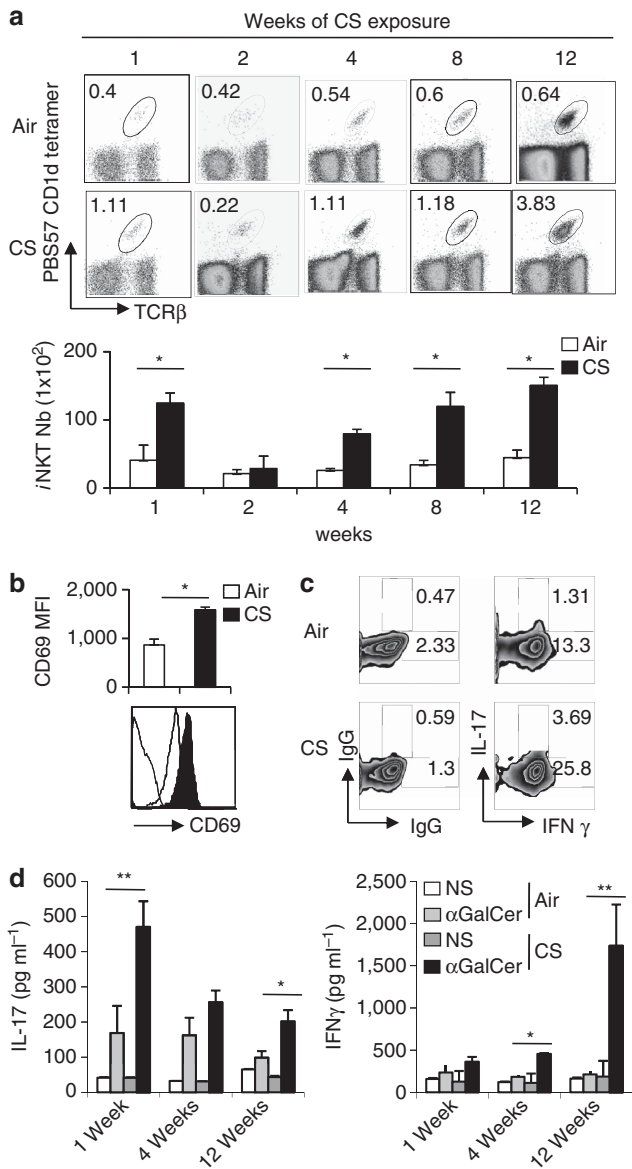 a
Weeks of CS exposure
1 2 4 8 12
Air
0.4 0.42 0.54 0.6 0.64
PBS57 CD1d tetramer
CS
1.11 0.22 1.11 1.18 3.83
TCRβ
iNKT Nb (1x10²)
200
100
0
* * * *
Air
CS
1 2 4 8 12
weeks
b
CD69 MFI
2,000
1,000
0
*
Air
CS
CD69
c
Air
0.47 1.31
2.33 13.3
CS
0.59 3.69
1.3 25.8
IgG
IL-17
IgG IFN γ
d
IL-17 (pg ml⁻¹)
600
500
400
300
200
100
0
**
*
1 Week 4 Weeks 12 Weeks
IFNγ (pg ml⁻¹)
2,500
2,000
1,500
1,000
500
0
NS
αGalCer
Air
NS
αGalCer
CS
**
*
1 Week 4 Weeks 12 Weeks